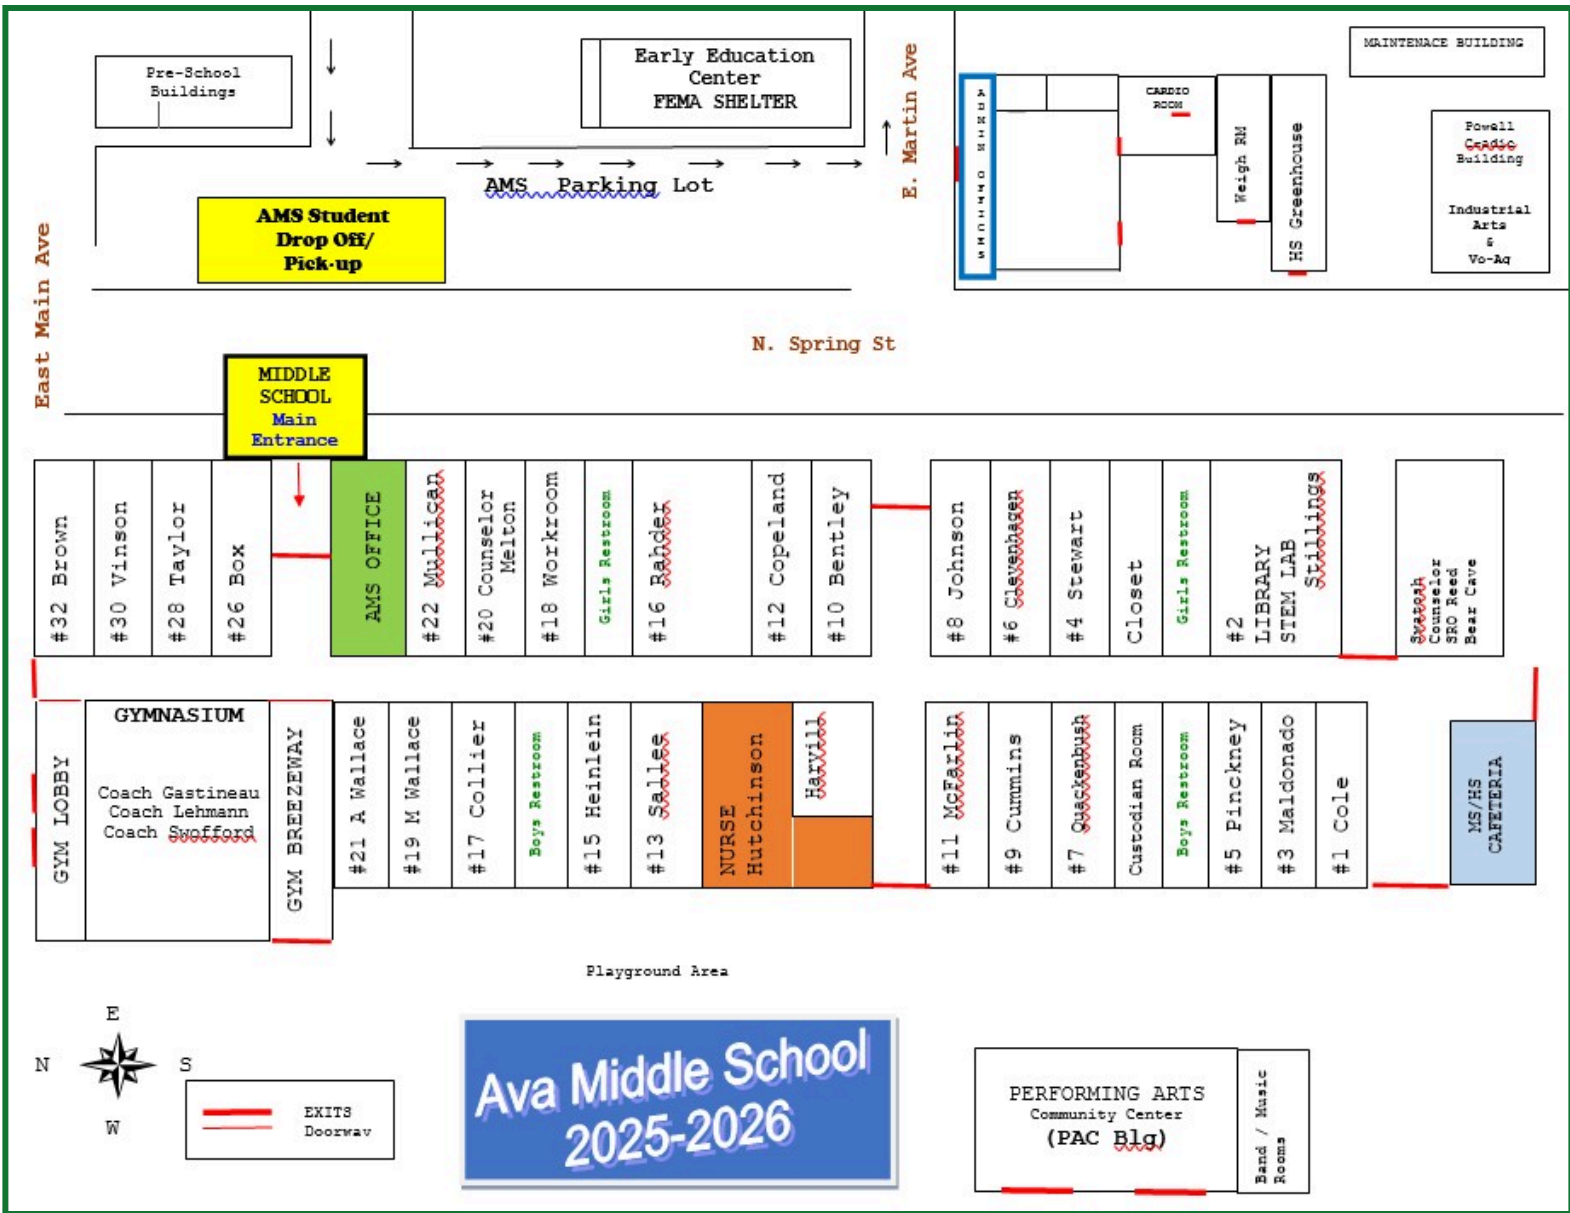 Pre-School
Buildings
Early Education
Center
FEMA SHELTER
E. Martin Ave
CARDIO
ROOM
Weigh RM
HS Greenhouse
MAINTENACE BUILDING
Powell
Cradic
Building
Industrial
Arts
&
Vo-Ag
AMS Parking Lot
AMS Student
Drop Off/
Pick-up
East Main Ave
N. Spring St
MIDDLE
SCHOOL
Main
Entrance
#32 Brown
#30 Vinson
#28 Taylor
#26 Box
AMS OFFICE
#22 Mullican
#20 Counselor
Melton
#18 Workroom
Girls Restroom
#16 Rahder
#12 Copeland
#10 Bentley
#8 Johnson
#6 Clevenhagen
#4 Stewart
Closet
Girls Restroom
#2
LIBRARY
STEM LAB
Stillings
Swatosh
Counselor
SRO Reed
Bear Cave
GYM LOBBY
GYMNASIUM
Coach Gastineau
Coach Lehmann
Coach Swofford
GYM BREEZEWAY
#21 A Wallace
#19 M Wallace
#17 Collier
Boys Restroom
#15 Heinlein
#13 Sallee
NURSE
Hutchinson
Harvill
#11 McFarlin
#9 Cummins
#7 Quackenbush
Custodian Room
Boys Restroom
#5 Pinckney
#3 Maldonado
#1 Cole
MS/HS
CAFETERIA
Playground Area
E
N
S
W
EXITS
Doorway
Ava Middle School
2025-2026
PERFORMING ARTS
Community Center
(PAC Blg)
Band / Music
Rooms